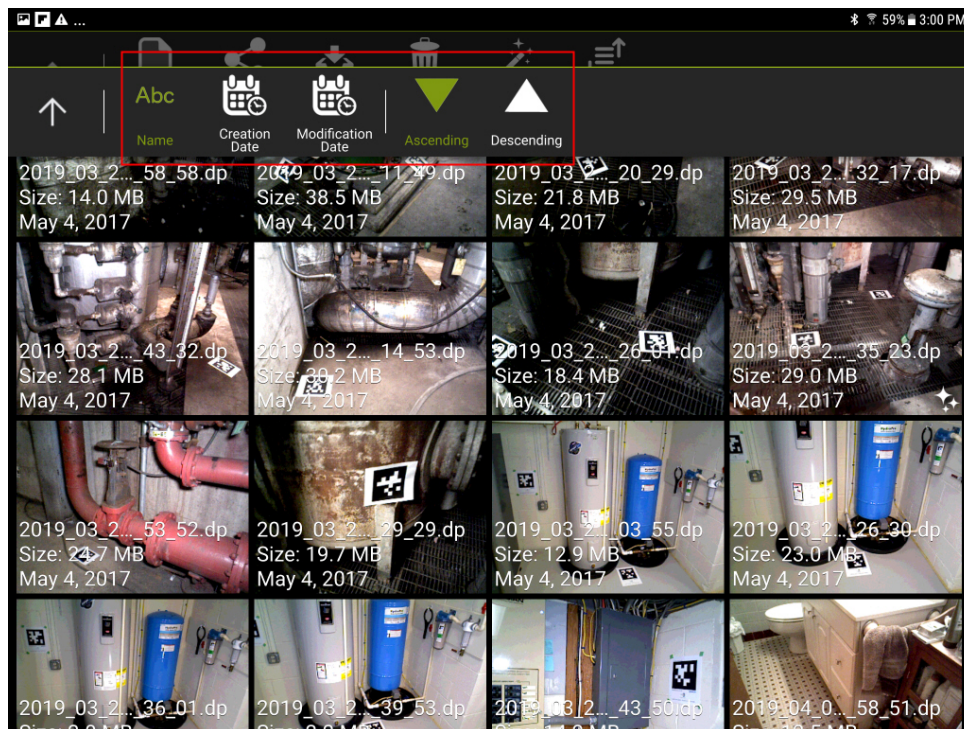 ... 59% 3:00 PM
Abc
Name Creation Date Modification Date Ascending Descending
2019_03_2..._58_58.dp 2019_03_2..._11_49.dp 2019_03_2..._20_29.dp 2019_03_2..._32_17.dp
Size: 14.0 MB Size: 38.5 MB Size: 21.8 MB Size: 29.5 MB
May 4, 2017 May 4, 2017 May 4, 2017 May 4, 2017
2019_03_2..._43_32.dp 2019_03_2..._14_53.dp 2019_03_2..._26_01.dp 2019_03_2..._35_23.dp
Size: 28.1 MB Size: 30.2 MB Size: 18.4 MB Size: 29.0 MB
May 4, 2017 May 4, 2017 May 4, 2017 May 4, 2017
2019_03_2..._53_52.dp 2019_03_2..._29_29.dp 2019_03_2..._03_55.dp 2019_03_2..._26_30.dp
Size: 24.7 MB Size: 19.7 MB Size: 12.9 MB Size: 23.0 MB
May 4, 2017 May 4, 2017 May 4, 2017 May 4, 2017
2019_03_2..._36_01.dp 2019_03_2..._39_53.dp 2019_03_2..._43_50.dp 2019_04_0..._58_51.dp